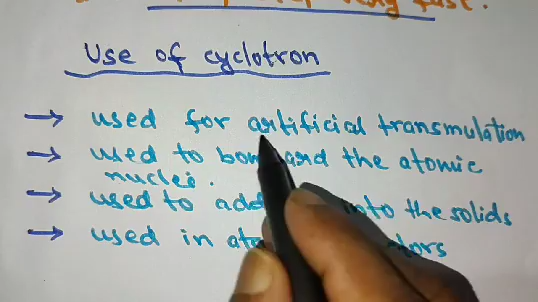 Use of cyclotron
→ used for artificial transmulation
→ used to bombard the atomic
nuclei.
→ used to add into the solids
→ used in